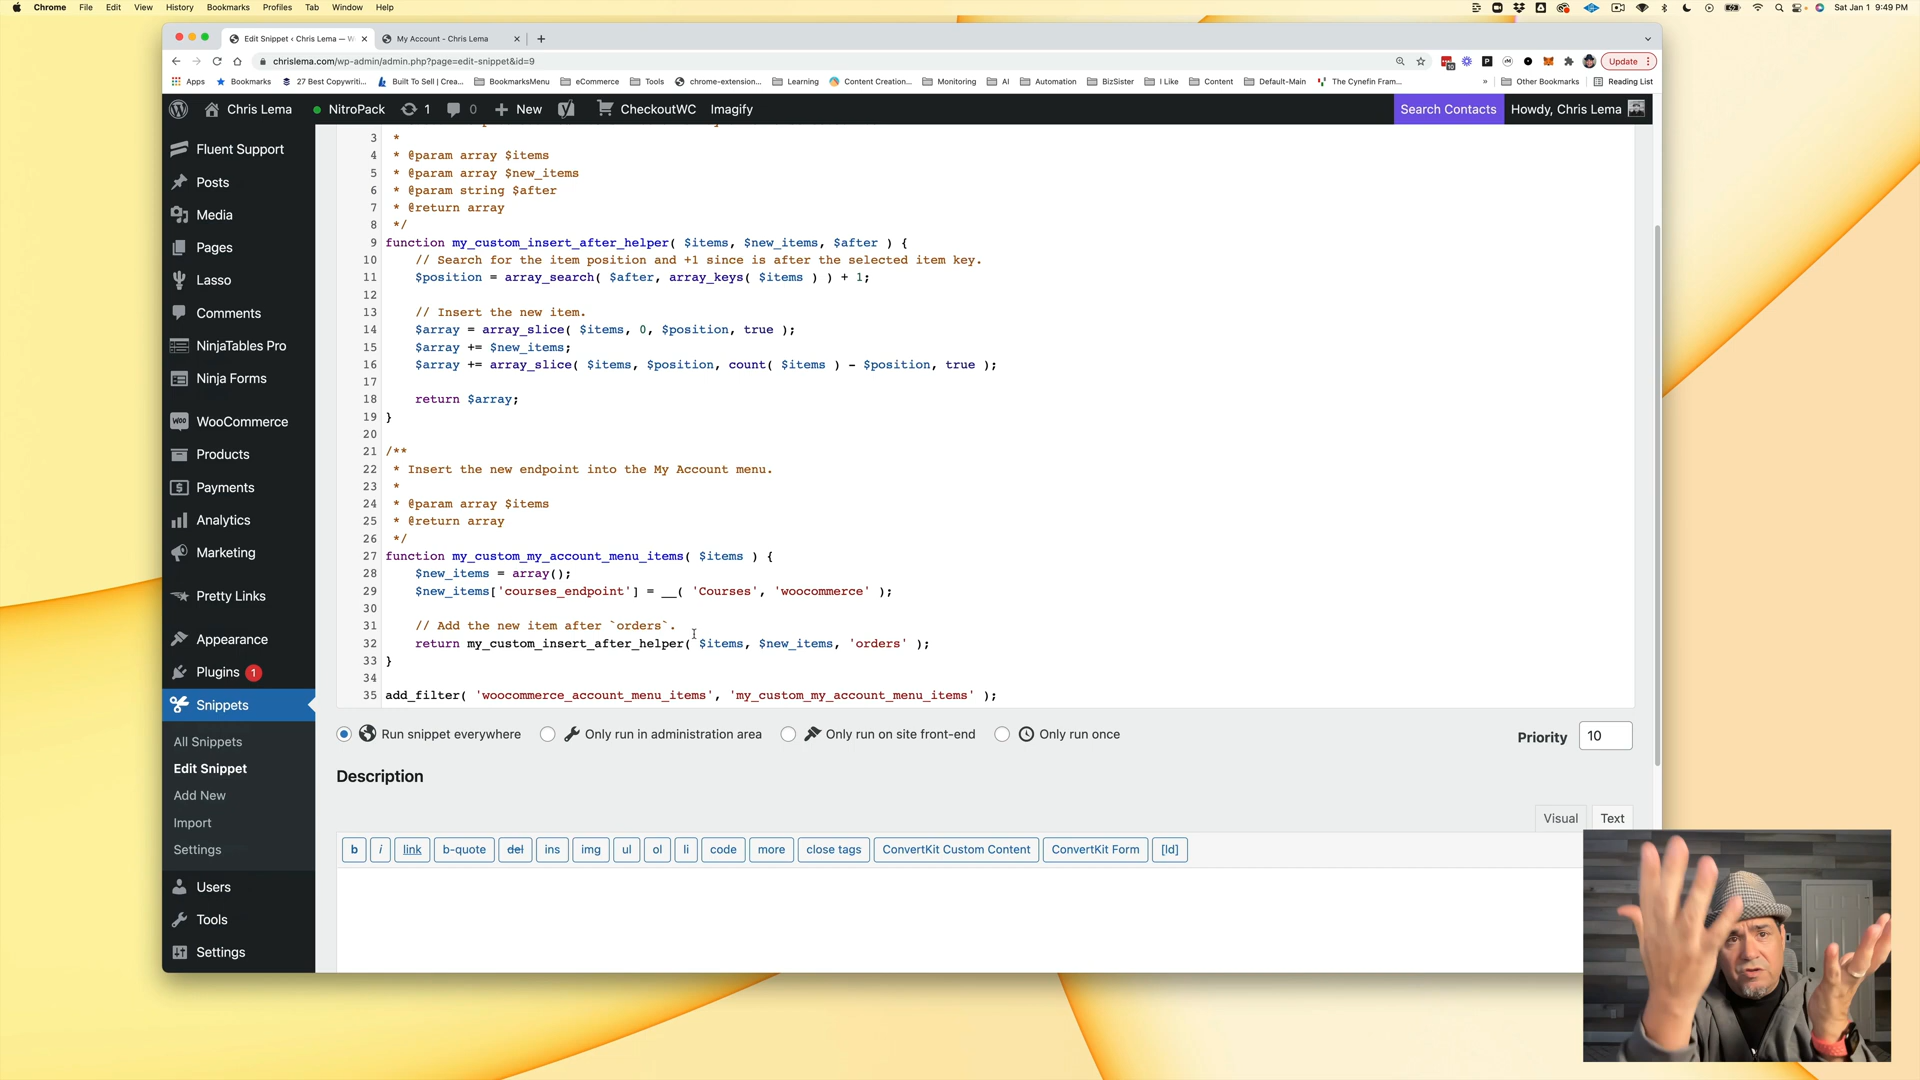 Chrome File Edit View History Bookmarks Profiles Tab Window Help
Sat Jan 1 9:49 PM
Edit Snippet ‹ Chris Lema — W
My Account - Chris Lema
chrislema.com/wp-admin/admin.php?page=edit-snippet&id=9
Update
Apps
Bookmarks
27 Best Copywriti...
Built To Sell | Crea...
BookmarksMenu
eCommerce
Tools
chrome-extension...
Learning
Content Creation...
Monitoring
AI
Automation
BizSister
I Like
Content
Default-Main
The Cynefin Fram...
»
Other Bookmarks
Reading List
Chris Lema
NitroPack
1
0
New
CheckoutWC
Imagify
Search Contacts
Howdy, Chris Lema
Fluent Support
Posts
Media
Pages
Lasso
Comments
NinjaTables Pro
Ninja Forms
WooCommerce
Products
Payments
Analytics
Marketing
Pretty Links
Appearance
Plugins 1
Snippets
All Snippets
Edit Snippet
Add New
Import
Settings
Users
Tools
Settings
3 *
4 * @param array $items
5 * @param array $new_items
6 * @param string $after
7 * @return array
8 */
9 function my_custom_insert_after_helper( $items, $new_items, $after ) {
10 // Search for the item position and +1 since is after the selected item key.
11 $position = array_search( $after, array_keys( $items ) ) + 1;
12
13 // Insert the new item.
14 $array = array_slice( $items, 0, $position, true );
15 $array += $new_items;
16 $array += array_slice( $items, $position, count( $items ) - $position, true );
17
18 return $array;
19 }
20
21 /**
22 * Insert the new endpoint into the My Account menu.
23 *
24 * @param array $items
25 * @return array
26 */
27 function my_custom_my_account_menu_items( $items ) {
28 $new_items = array();
29 $new_items['courses_endpoint'] = __( 'Courses', 'woocommerce' );
30
31 // Add the new item after `orders`.
32 return my_custom_insert_after_helper( $items, $new_items, 'orders' );
33 }
34
35 add_filter( 'woocommerce_account_menu_items', 'my_custom_my_account_menu_items' );
Run snippet everywhere
Only run in administration area
Only run on site front-end
Only run once
Priority 10
Description
Visual Text
b i link b-quote del ins img ul ol li code more close tags ConvertKit Custom Content ConvertKit Form [ld]